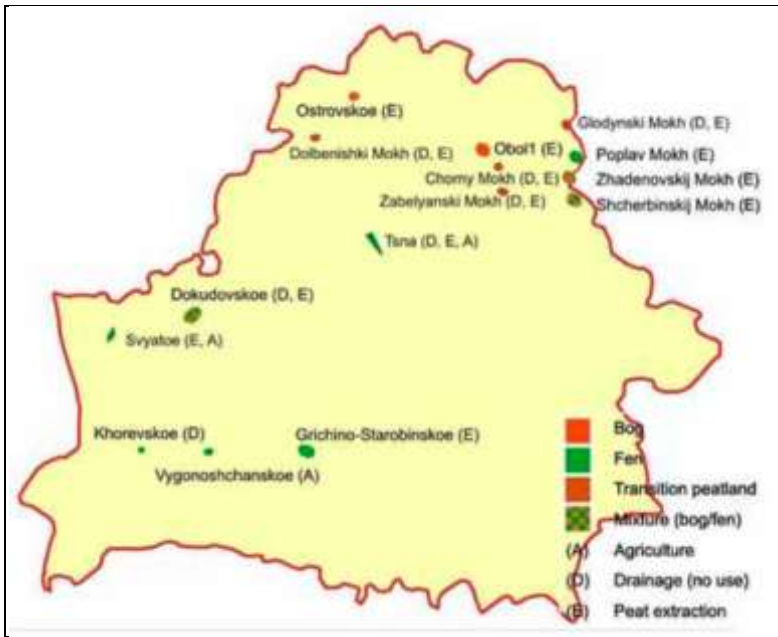 Ostrovskoe (E)
Glodynski Mokh (D, E)
Dolbenishki Mokh (D, E)
Obol1 (E)
Poplav Mokh (E)
Chorny Mokh (D, E)
Zhadenovskij Mokh (E)
Zabelyanski Mokh (D, E)
Shcherbinskij Mokh (E)
Tsna (D, E, A)
Dokudovskoe (D, E)
Svyatoe (E, A)
Khorevskoe (D)
Grichino-Starobinskoe (E)
Vygonoshchanskoe (A)
Bog
Fen
Transition peatland
Mixture (bog/fen)
(A) Agriculture
(D) Drainage (no use)
(E) Peat extraction